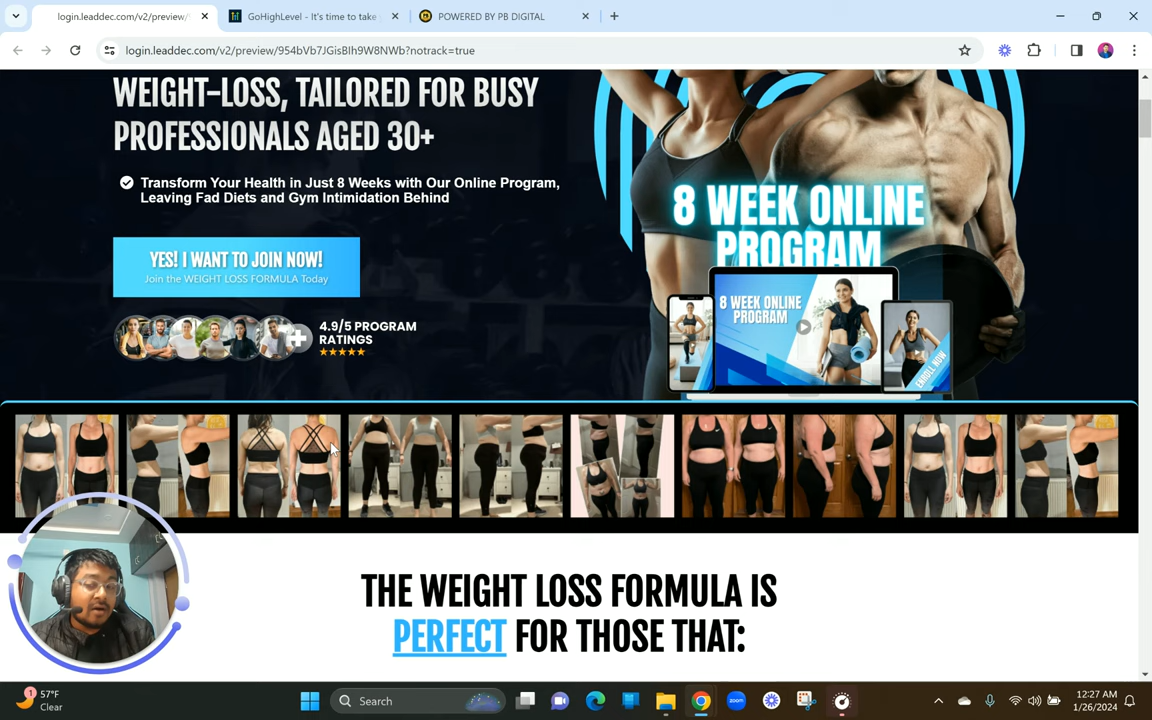 login.leaddec.com/v2/preview/
GoHighLevel - It's time to take
POWERED BY PB DIGITAL
login.leaddec.com/v2/preview/954bVb7JGisBIh9W8NWb?notrack=true
WEIGHT-LOSS, TAILORED FOR BUSY
PROFESSIONALS AGED 30+
Transform Your Health in Just 8 Weeks with Our Online Program,
Leaving Fad Diets and Gym Intimidation Behind
YES! I WANT TO JOIN NOW!
Join the WEIGHT LOSS FORMULA Today
4.9/5 PROGRAM
RATINGS
8 WEEK ONLINE
PROGRAM
8 WEEK ONLINE
PROGRAM
ENROLL NOW
THE WEIGHT LOSS FORMULA IS
PERFECT FOR THOSE THAT:
1
57°F
Clear
Search
zoom
12:27 AM
1/26/2024